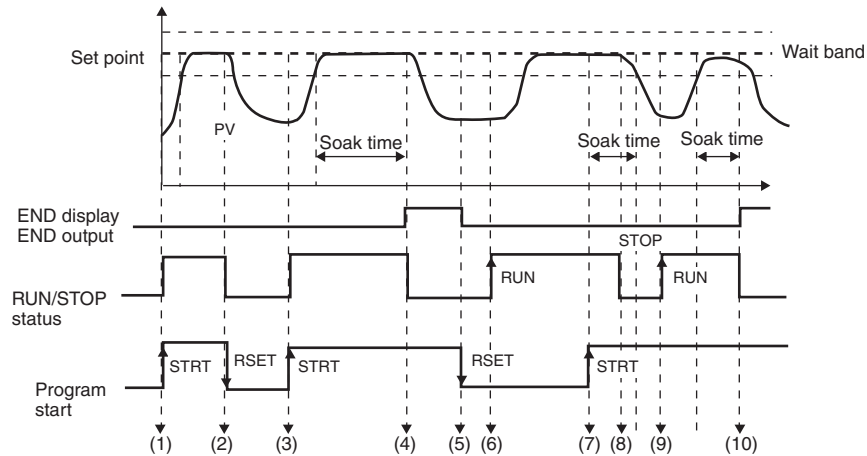 Set point
Wait band
PV
Soak time
Soak time
Soak time
END display
END output
STOP
RUN
RUN
RUN/STOP
status
STRT
RSET
STRT
RSET
STRT
Program
start
(1)
(2)
(3)
(4)
(5)
(6)
(7)
(8)
(9)
(10)